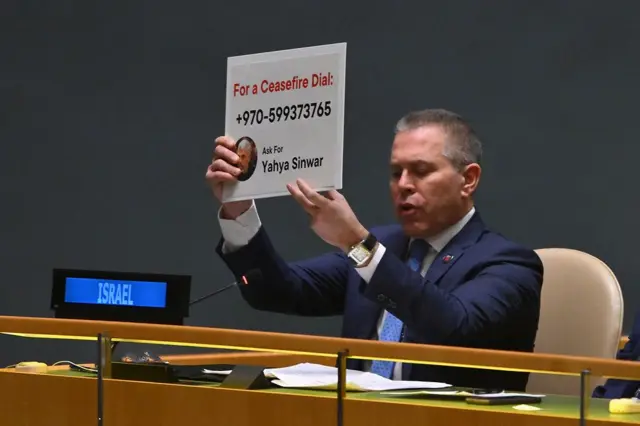 For a Ceasefire Dial:
+970-599373765
Ask For
Yahya Sinwar
ISRAEL